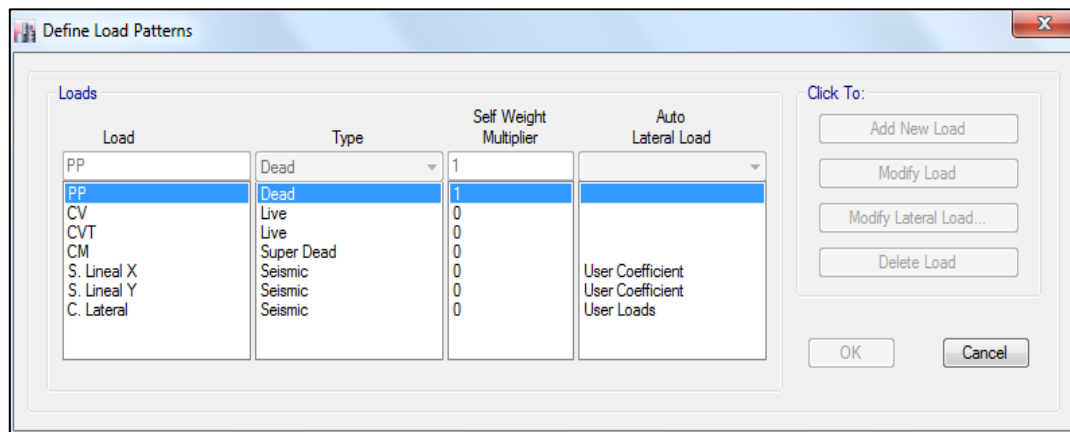 Define Load Patterns
Loads
Click To:
Load Type Self Weight Multiplier Auto Lateral Load
PP Dead 1
PP Dead 1
CV Live 0
CVT Live 0
CM Super Dead 0
S. Lineal X Seismic 0 User Coefficient
S. Lineal Y Seismic 0 User Coefficient
C. Lateral Seismic 0 User Loads
Add New Load
Modify Load
Modify Lateral Load...
Delete Load
OK Cancel